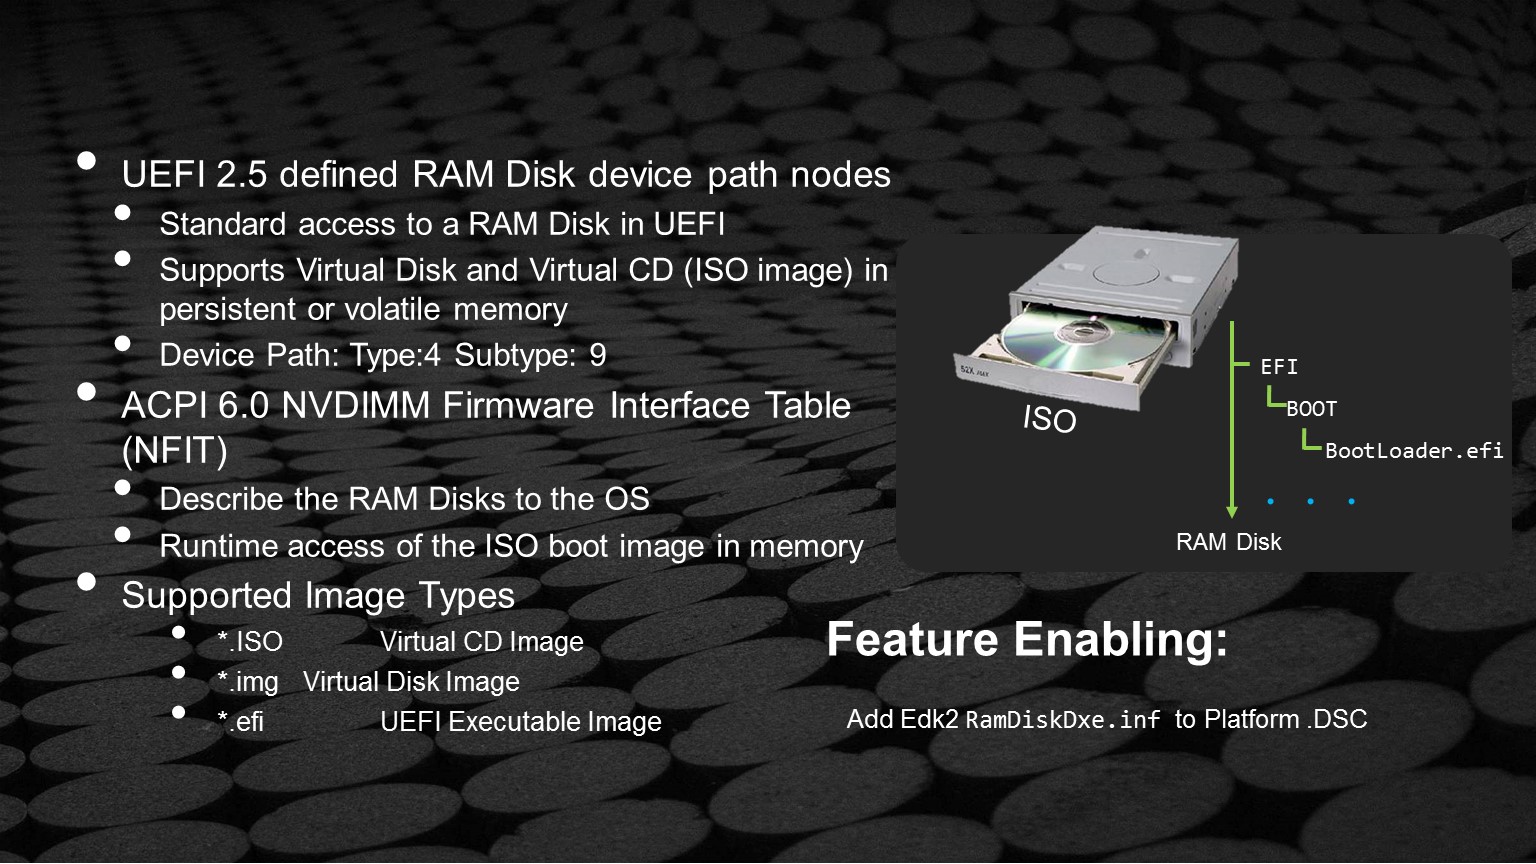 UEFI 2.5 defined RAM Disk device path nodes
Standard access to a RAM Disk in UEFI
Supports Virtual Disk and Virtual CD (ISO image) in
persistent or volatile memory
Device Path: Type:4 Subtype: 9
ACPI 6.0 NVDIMM Firmware Interface Table
(NFIT)
Describe the RAM Disks to the OS
Runtime access of the ISO boot image in memory
Supported Image Types
*.ISO Virtual CD Image
*.img Virtual Disk Image
*.efi UEFI Executable Image
52X
ISO
EFI
BOOT
BootLoader.efi
. . .
RAM Disk
Feature Enabling:
Add Edk2 RamDiskDxe.inf to Platform .DSC